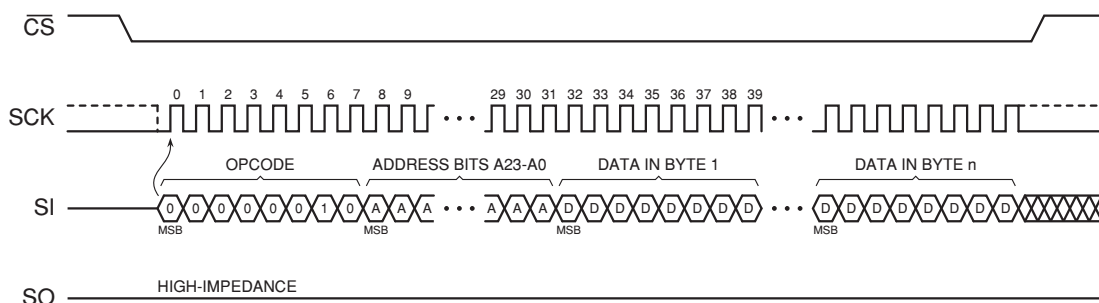 CS
SCK
0 1 2 3 4 5 6 7 8 9 29 30 31 32 33 34 35 36 37 38 39
OPCODE ADDRESS BITS A23-A0 DATA IN BYTE 1 DATA IN BYTE n
SI
0 0 0 0 0 0 1 0 A A A A A A D D D D D D D D D D D D D D D D
MSB MSB MSB MSB
HIGH-IMPEDANCE
SO